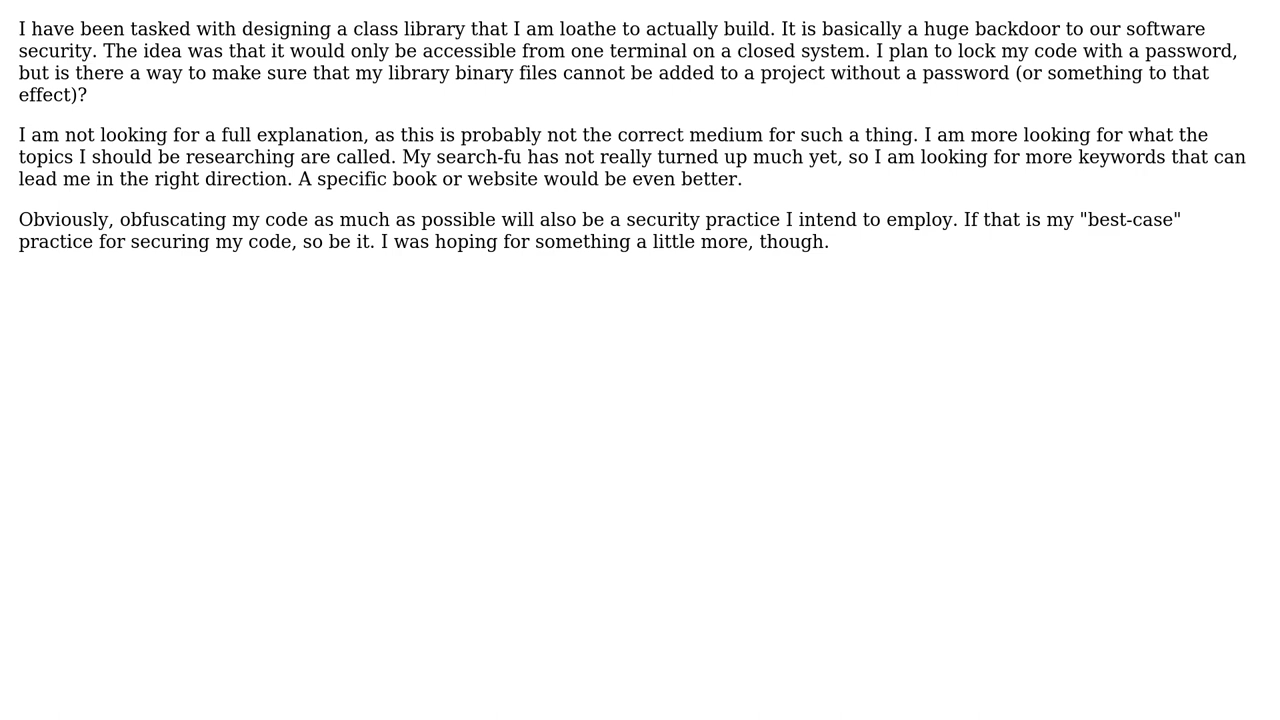 I have been tasked with designing a class library that I am loathe to actually build. It is basically a huge backdoor to our software
security. The idea was that it would only be accessible from one terminal on a closed system. I plan to lock my code with a password,
but is there a way to make sure that my library binary files cannot be added to a project without a password (or something to that
effect)?
I am not looking for a full explanation, as this is probably not the correct medium for such a thing. I am more looking for what the
topics I should be researching are called. My search-fu has not really turned up much yet, so I am looking for more keywords that can
lead me in the right direction. A specific book or website would be even better.
Obviously, obfuscating my code as much as possible will also be a security practice I intend to employ. If that is my "best-case"
practice for securing my code, so be it. I was hoping for something a little more, though.